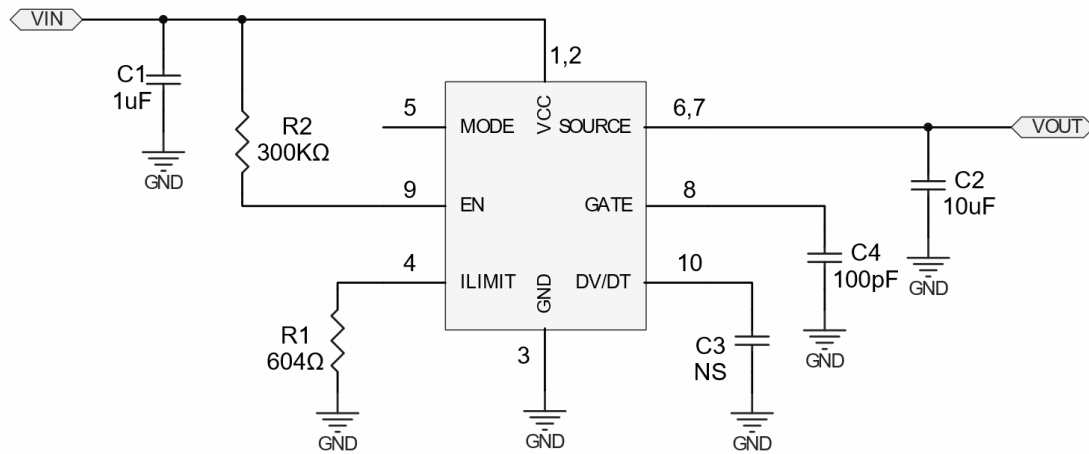 VIN
1,2
C1
1uF
GND
R2
300KΩ
5
MODE
VCC
SOURCE
6,7
VOUT
9
EN
GATE
8
C2
10uF
GND
4
ILIMIT
GND
DV/DT
10
C4
100pF
GND
R1
604Ω
GND
3
GND
C3
NS
GND